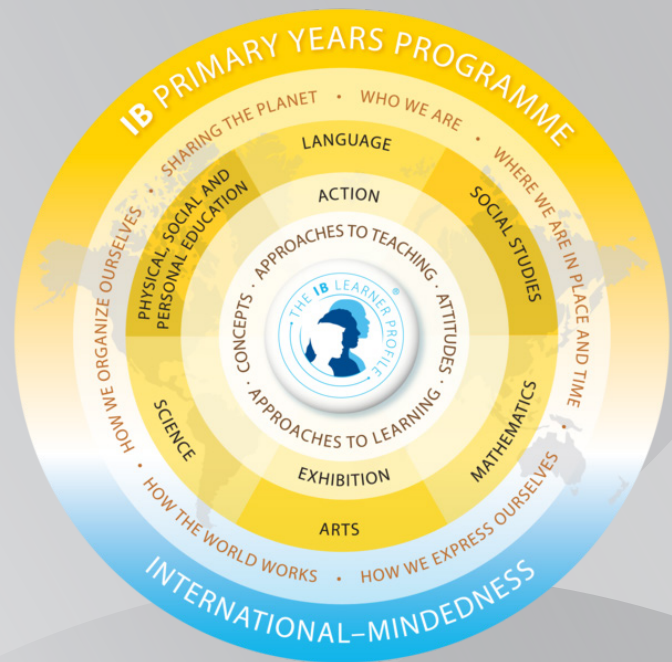 IB PRIMARY YEARS PROGRAMME
SHARING THE PLANET • WHO WE ARE • WHERE WE ARE IN PLACE AND TIME • HOW WE EXPRESS OURSELVES • HOW THE WORLD WORKS • HOW WE ORGANIZE OURSELVES •
LANGUAGE
SOCIAL STUDIES
MATHEMATICS
ARTS
SCIENCE
PHYSICAL, SOCIAL AND
PERSONAL EDUCATION
ACTION
EXHIBITION
APPROACHES TO TEACHING · ATTITUDES · APPROACHES TO LEARNING · CONCEPTS ·
THE IB LEARNER PROFILE ®
INTERNATIONAL–MINDEDNESS